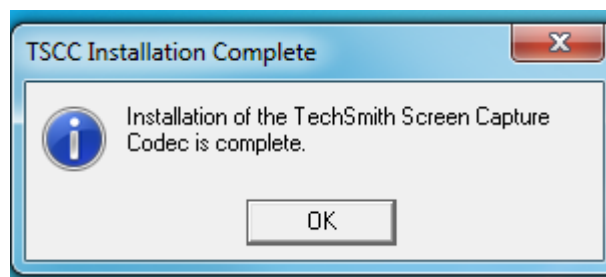 TSCC Installation Complete
Installation of the TechSmith Screen Capture
Codec is complete.
OK